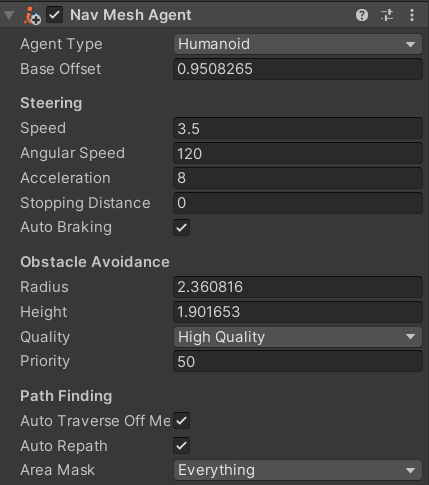 Nav Mesh Agent
Agent Type Humanoid
Base Offset 0.9508265
Steering
Speed 3.5
Angular Speed 120
Acceleration 8
Stopping Distance 0
Auto Braking
Obstacle Avoidance
Radius 2.360816
Height 1.901653
Quality High Quality
Priority 50
Path Finding
Auto Traverse Off Me
Auto Repath
Area Mask Everything